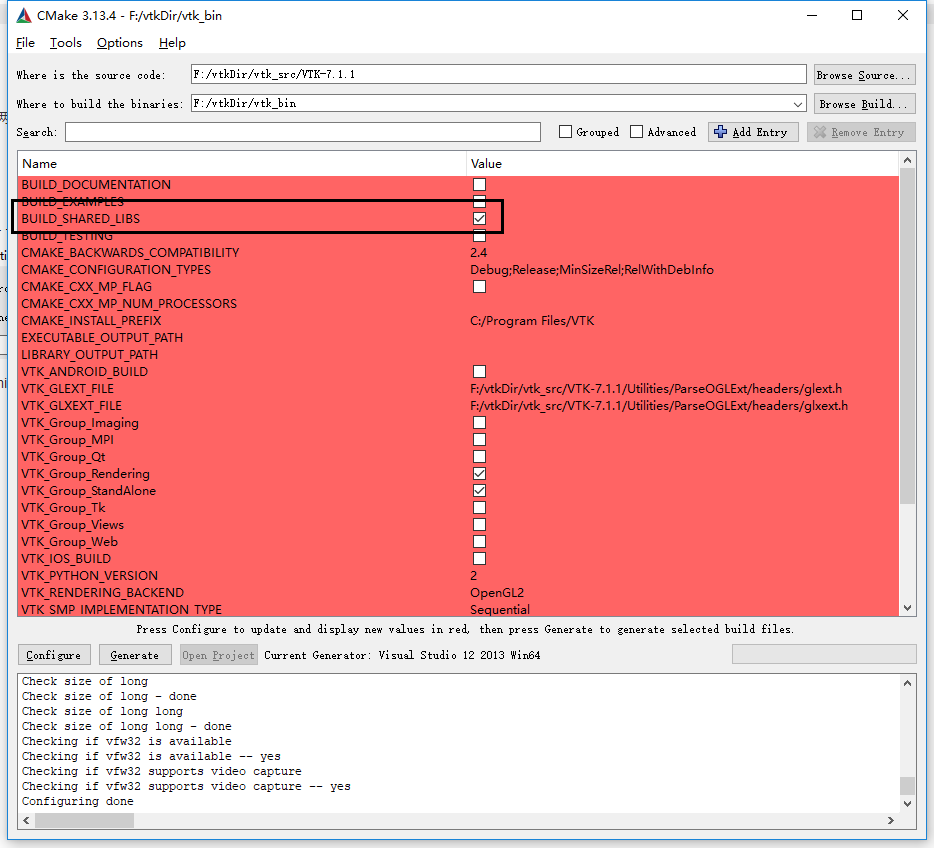 CMake 3.13.4 - F:/vtkDir/vtk_bin
File Tools Options Help
Where is the source code: F:/vtkDir/vtk_src/VTK-7.1.1 Browse Source...
Where to build the binaries: F:/vtkDir/vtk_bin Browse Build...
Search: Grouped Advanced Add Entry Remove Entry
Name Value
BUILD_DOCUMENTATION
BUILD_EXAMPLES
BUILD_SHARED_LIBS
BUILD_TESTING
CMAKE_BACKWARDS_COMPATIBILITY 2.4
CMAKE_CONFIGURATION_TYPES Debug;Release;MinSizeRel;RelWithDebInfo
CMAKE_CXX_MP_FLAG
CMAKE_CXX_MP_NUM_PROCESSORS
CMAKE_INSTALL_PREFIX C:/Program Files/VTK
EXECUTABLE_OUTPUT_PATH
LIBRARY_OUTPUT_PATH
VTK_ANDROID_BUILD
VTK_GLEXT_FILE F:/vtkDir/vtk_src/VTK-7.1.1/Utilities/ParseOGLExt/headers/glext.h
VTK_GLXEXT_FILE F:/vtkDir/vtk_src/VTK-7.1.1/Utilities/ParseOGLExt/headers/glxext.h
VTK_Group_Imaging
VTK_Group_MPI
VTK_Group_Qt
VTK_Group_Rendering
VTK_Group_StandAlone
VTK_Group_Tk
VTK_Group_Views
VTK_Group_Web
VTK_IOS_BUILD
VTK_PYTHON_VERSION 2
VTK_RENDERING_BACKEND OpenGL2
VTK_SMP_IMPLEMENTATION_TYPE Sequential
Press Configure to update and display new values in red, then press Generate to generate selected build files.
Configure Generate Open Project Current Generator: Visual Studio 12 2013 Win64
Check size of long
Check size of long - done
Check size of long long
Check size of long long - done
Checking if vfw32 is available
Checking if vfw32 is available -- yes
Checking if vfw32 supports video capture
Checking if vfw32 supports video capture -- yes
Configuring done